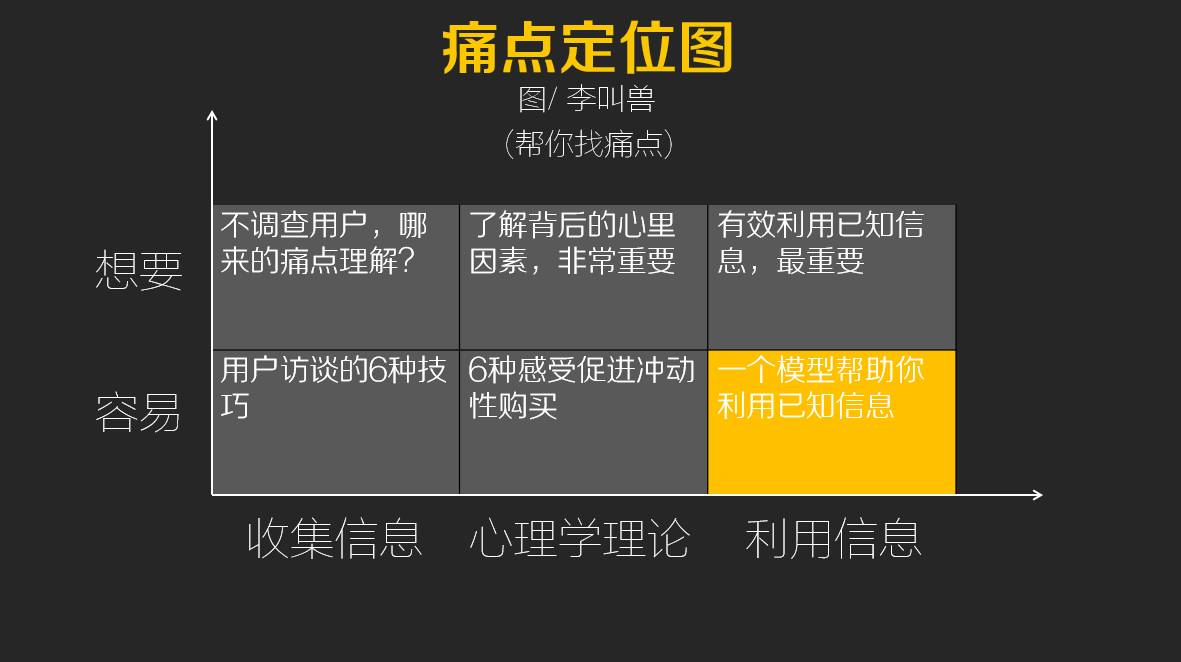 痛点定位图
图/ 李叫兽
（帮你找痛点）
想要
不调查用户，哪
来的痛点理解？
了解背后的心里
因素，非常重要
有效利用已知信
息，最重要
容易
用户访谈的6种技
巧
6种感受促进冲动
性购买
一个模型帮助你
利用已知信息
收集信息
心理学理论
利用信息